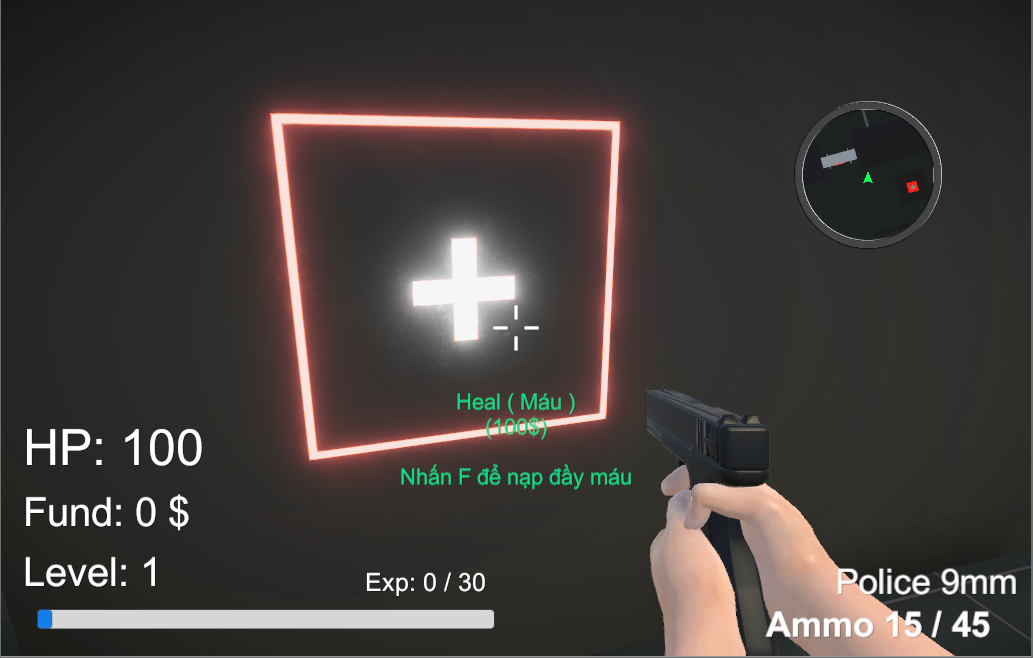 Heal ( Máu )
(100$)
Nhấn F để nạp đầy máu
HP: 100
Fund: 0 $
Level: 1
Exp: 0 / 30
Police 9mm
Ammo 15 / 45